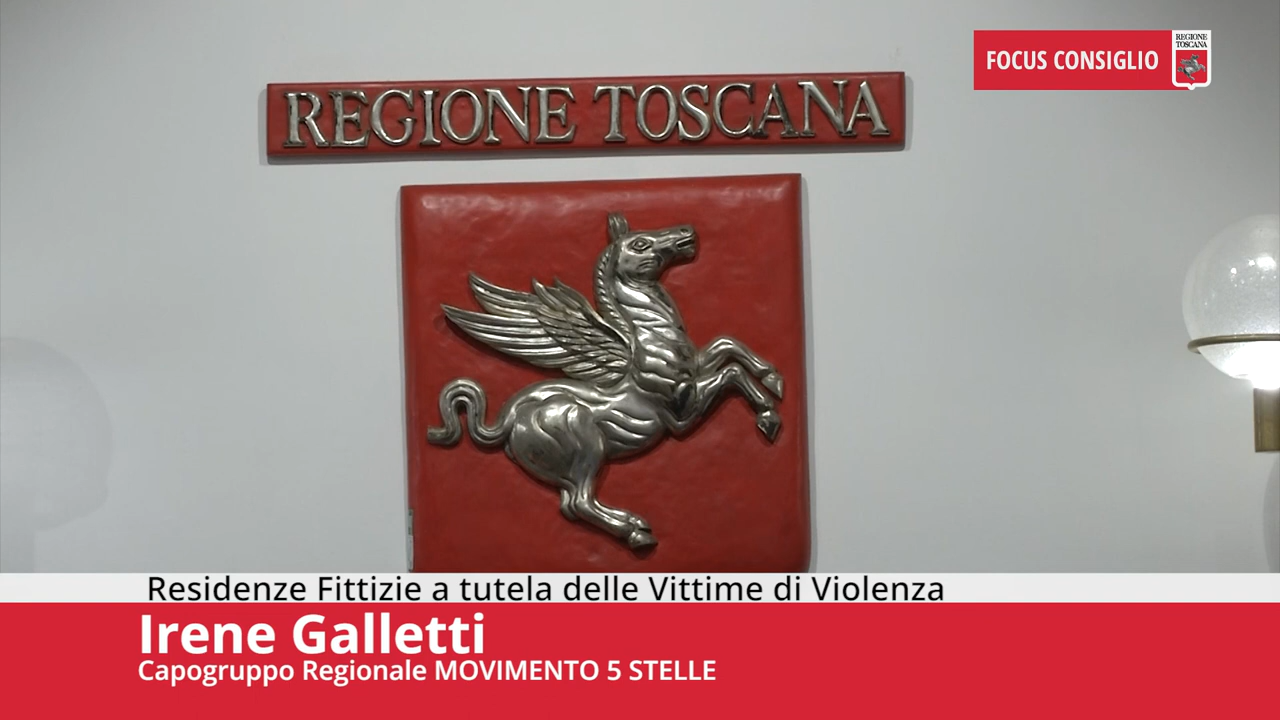 REGIONE TOSCANA
FOCUS CONSIGLIO
REGIONE
TOSCANA
Residenze Fittizie a tutela delle Vittime di Violenza
Irene Galletti
Capogruppo Regionale MOVIMENTO 5 STELLE